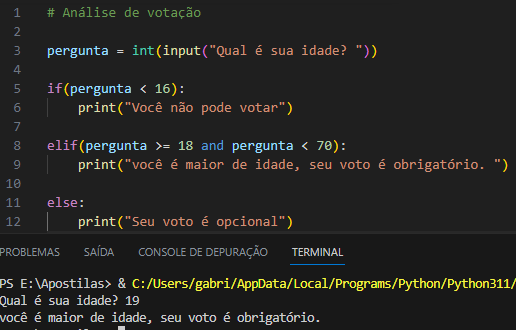 1 # Análise de votação
2
3 pergunta = int(input("Qual é sua idade? "))
4
5 if(pergunta < 16):
6 print("Você não pode votar")
7
8 elif(pergunta >= 18 and pergunta < 70):
9 print("você é maior de idade, seu voto é obrigatório. ")
10
11 else:
12 print("Seu voto é opcional")
PROBLEMAS SAÍDA CONSOLE DE DEPURAÇÃO TERMINAL
PS E:\Apostilas> & C:/Users/gabri/AppData/Local/Programs/Python/Python311/
Qual é sua idade? 19
você é maior de idade, seu voto é obrigatório.